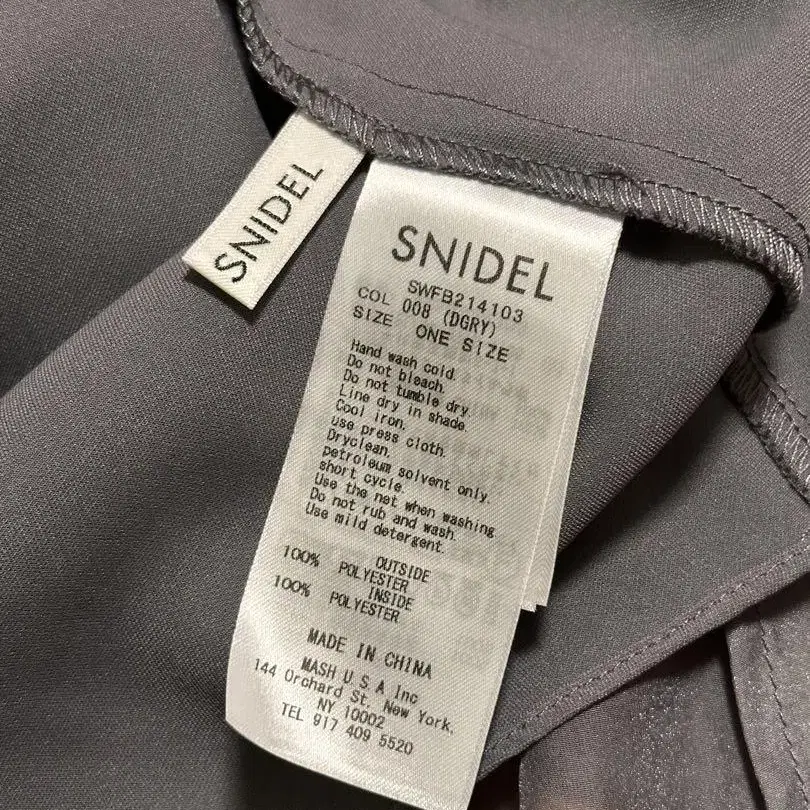 SNIDEL
SNIDEL
SWFB214103
COL 008 (DGRY)
SIZE ONE SIZE
Hand wash cold.
Do not bleach.
Do not tumble dry.
Line dry in shade.
Cool iron.
use press cloth.
Dryclean.
petroleum solvent only.
short cycle.
Use the net when washing
Do not rub and wash.
Use mild detergent.
OUTSIDE
100% POLYESTER
INSIDE
100% POLYESTER
MADE IN CHINA
MASH U S A Inc
144 Orchard St. New York,
NY 10002
TEL 917 409 5520